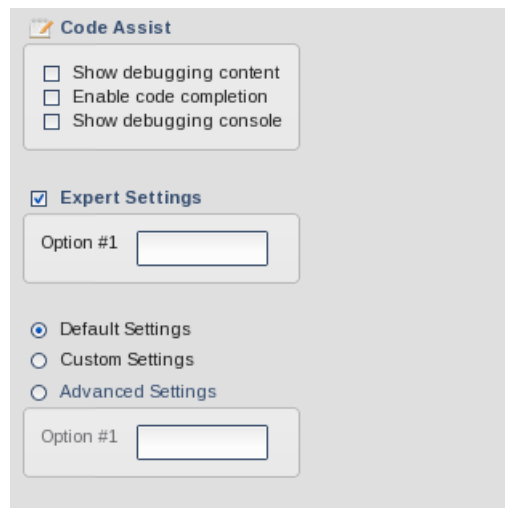 Code Assist
Show debugging content
Enable code completion
Show debugging console
Expert Settings
Option #1
Default Settings
Custom Settings
Advanced Settings
Option #1